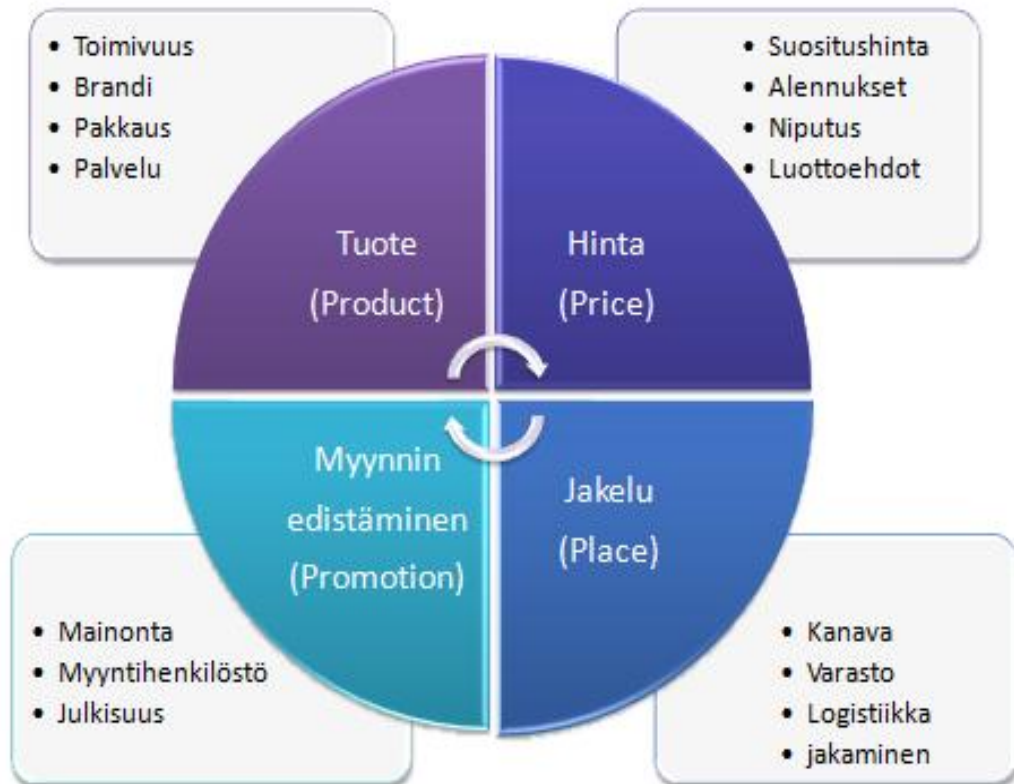 • Toimivuus
• Brandi
• Pakkaus
• Palvelu
• Suositushinta
• Alennukset
• Niputus
• Luottoehdot
Tuote
(Product)
Hinta
(Price)
Myynnin
edistäminen
(Promotion)
Jakelu
(Place)
• Mainonta
• Myyntihenkilöstö
• Julkisuus
• Kanava
• Varasto
• Logistiikka
• jakaminen